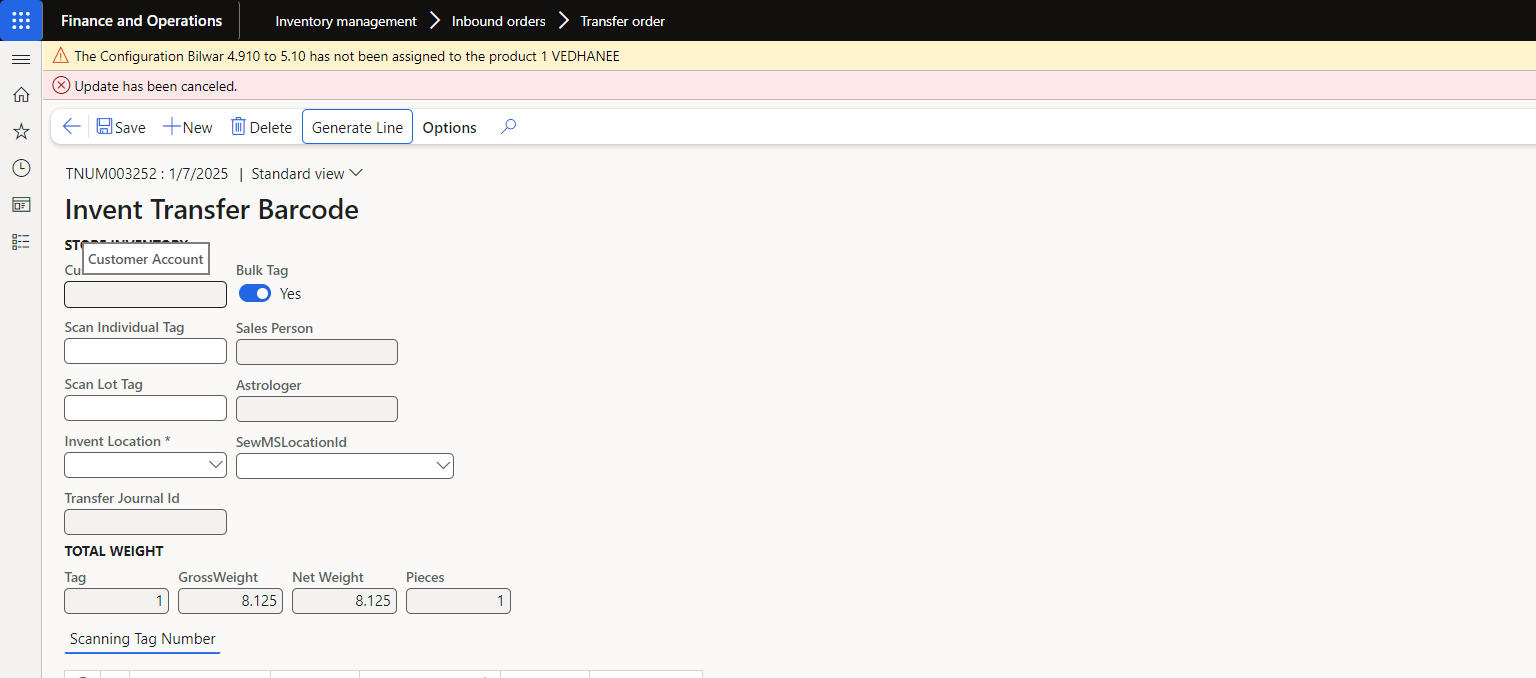 Finance and Operations
Inventory management
Inbound orders
Transfer order
The Configuration Bilwar 4.910 to 5.10 has not been assigned to the product 1 VEDHANEE
Update has been canceled.
Save
New
Delete
Generate Line
Options
TNUM003252 : 1/7/2025 | Standard view
Invent Transfer Barcode
STORE INVENTORY
Customer Account
Bulk Tag
Yes
Scan Individual Tag
Sales Person
Scan Lot Tag
Astrologer
Invent Location *
SewMSLocationId
Transfer Journal Id
TOTAL WEIGHT
Tag GrossWeight Net Weight Pieces
1 8.125 8.125 1
Scanning Tag Number